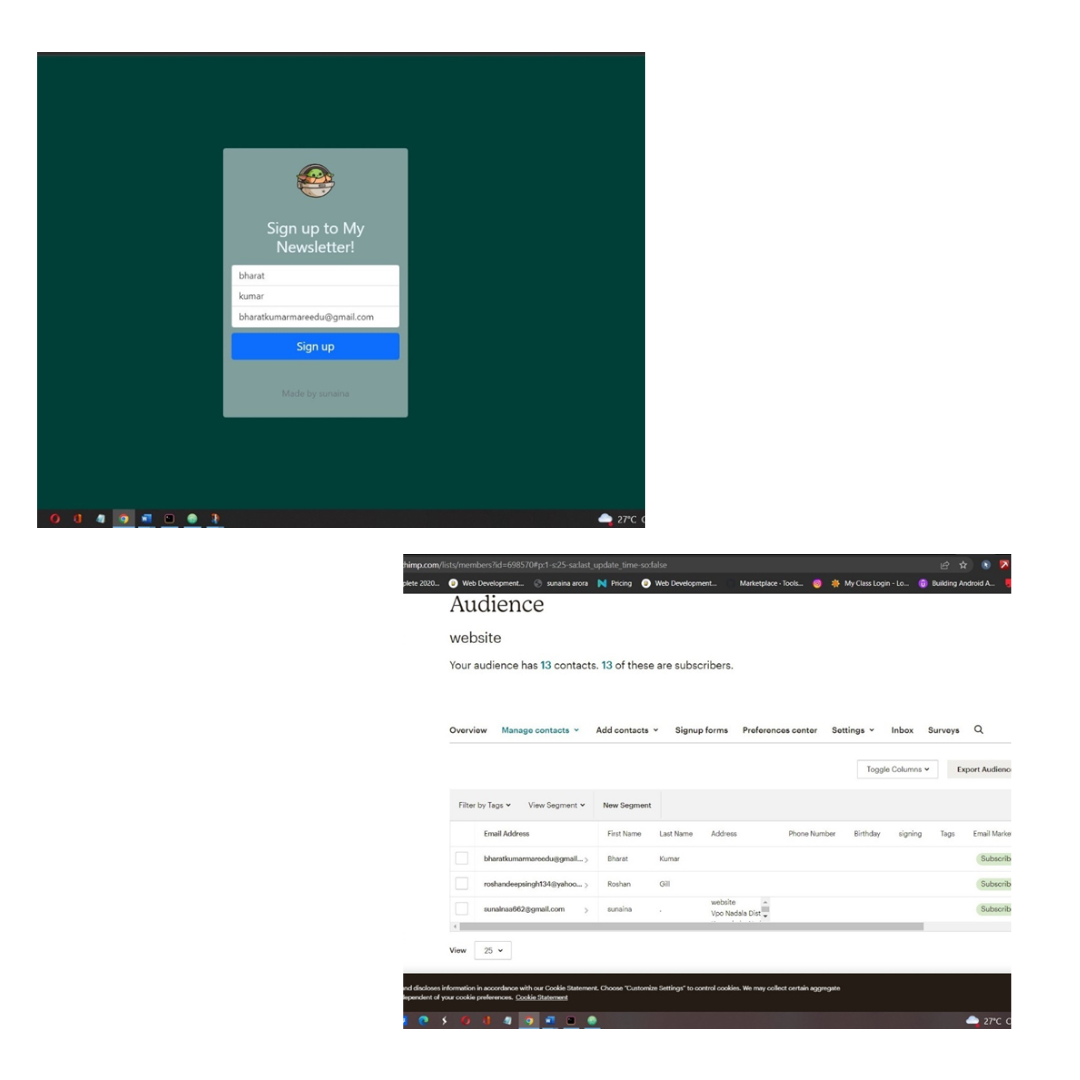 Sign up to My
Newsletter!
bharat
kumar
bharatkumarmareedu@gmail.com
Sign up
Made by sunaina
27°C
himp.com/lists/members?id=698570#p:1-s:25-sa:last_update_time-so:false
plete 2020... Web Development... sunaina arora Pricing Web Development... Marketplace - Tools... My Class Login - Lo... Building Android A...
Audience
website
Your audience has 13 contacts. 13 of these are subscribers.
Overview Manage contacts Add contacts Signup forms Preferences center Settings Inbox Surveys
Toggle Columns Export Audienc
Filter by Tags View Segment New Segment
Email Address First Name Last Name Address Phone Number Birthday signing Tags Email Marke
bharatkumarmareedu@gmail... Bharat Kumar Subscrib
roshandeepsingh134@yahoo... Roshan Gill Subscrib
sunainaa662@gmail.com sunaina . website Subscrib
Vpo Nadala Dist
View 25
nd discloses information in accordance with our Cookie Statement. Choose "Customize Settings" to control cookies. We may collect certain aggregate
ependent of your cookie preferences. Cookie Statement
27°C